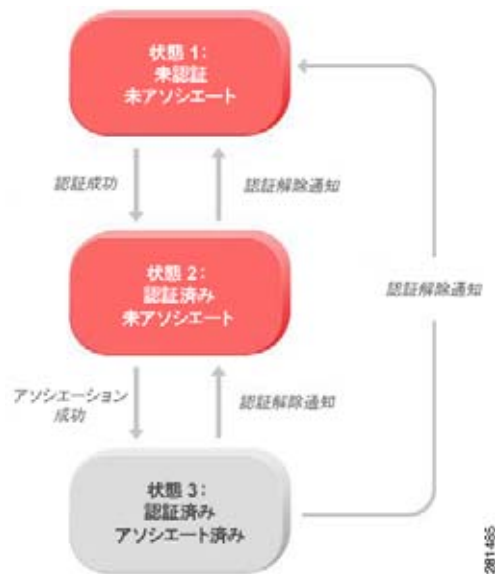 状態 1:
未認証
未アソシエート
認証成功
認証解除通知
状態 2:
認証済み
未アソシエート
認証解除通知
アソシエーション
成功
認証解除通知
状態 3:
認証済み
アソシエート済み
281465